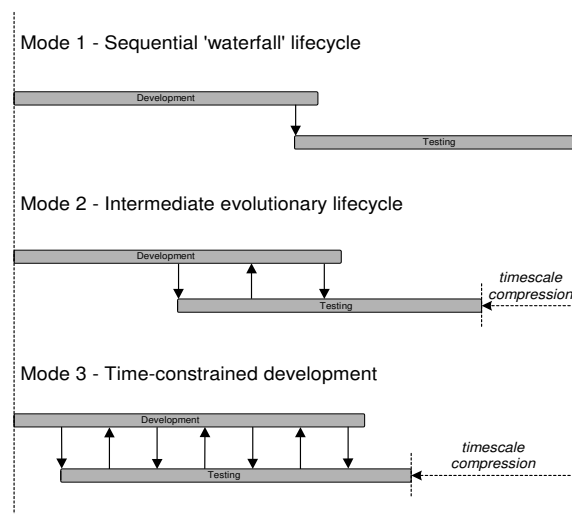 Mode 1 - Sequential 'waterfall' lifecycle
Development
Testing
Mode 2 - Intermediate evolutionary lifecycle
Development
timescale
compression
Testing
Mode 3 - Time-constrained development
Development
timescale
compression
Testing